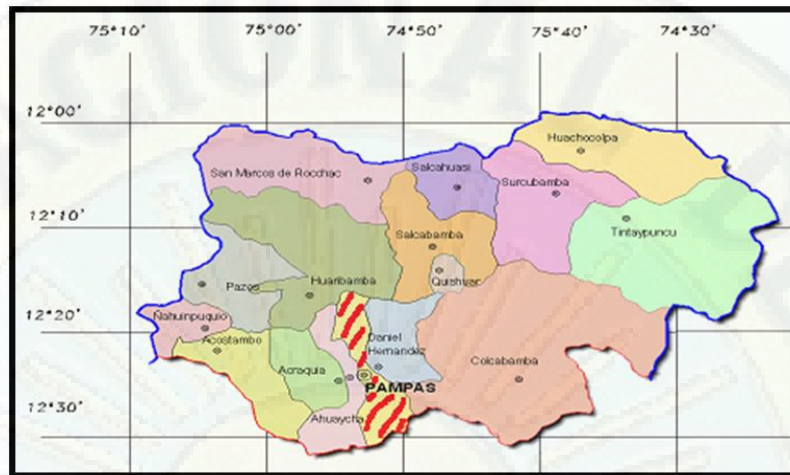 75°10' 75°00' 74°50' 75°40' 74°30'
12°00'
Huachocolpa
San Marcos de Rocchac
Salcahuasi
Surcubamba
12°10'
Salcabamba
Tintaypuncu
Pazos
Huaribamba
Quishuar
Ñahuinpuquio
12°20'
Acostambo
Daniel
Hernandez
Colcabamba
Acraquia
PAMPAS
12°30'
Ahuaycha